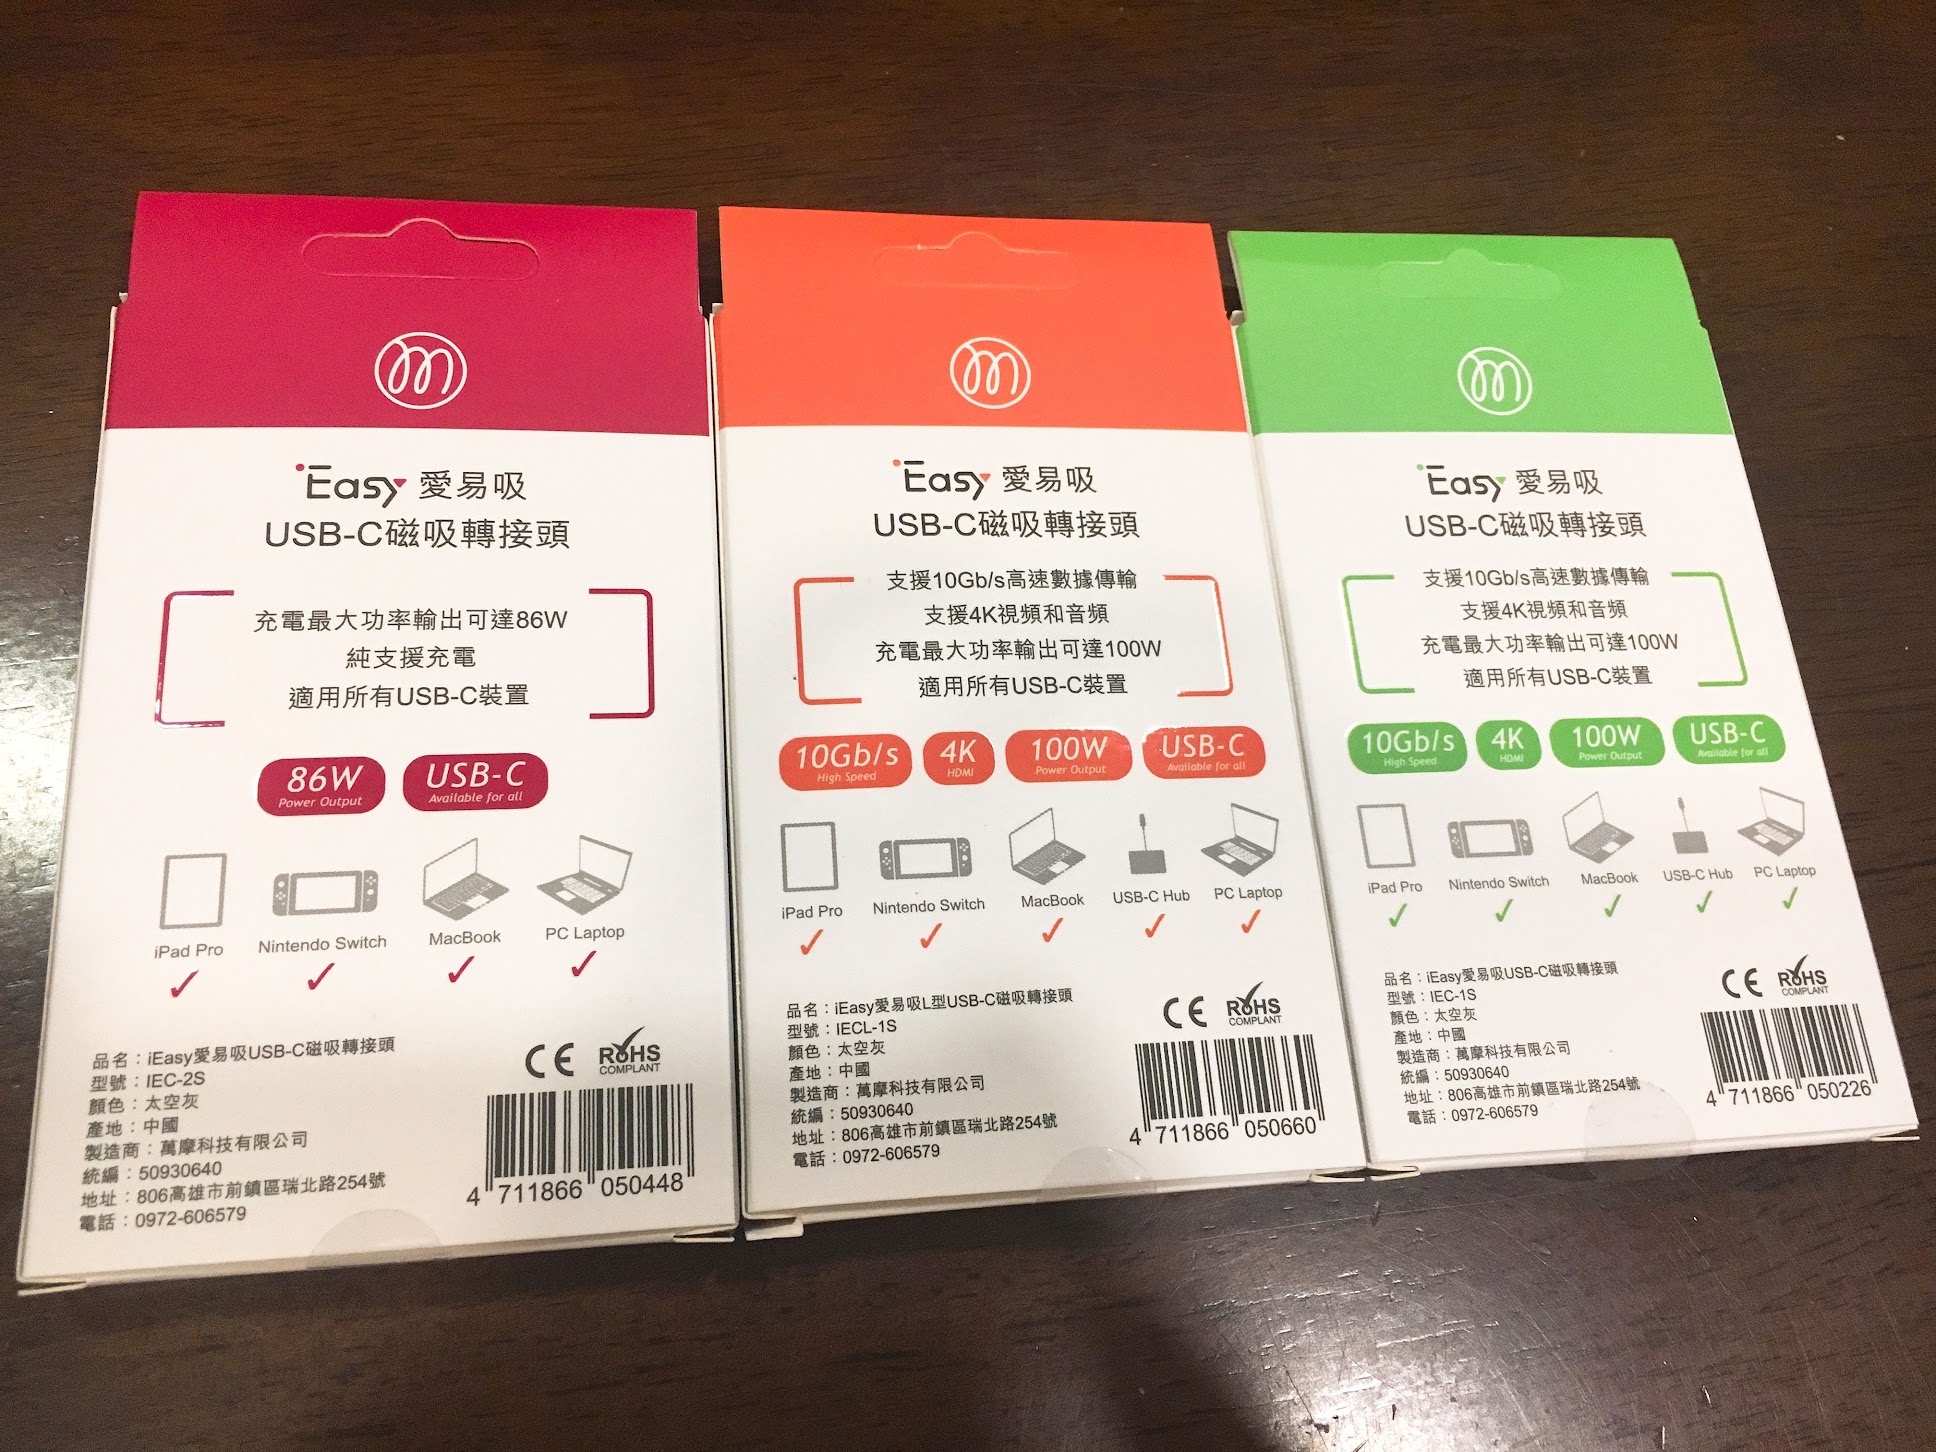 iEasy 愛易吸
USB-C磁吸轉接頭
充電最大功率輸出可達86W
純支援充電
適用所有USB-C裝置
86W
Power Output
USB-C
Available for all
iPad Pro
Nintendo Switch
MacBook
PC Laptop
品名：iEasy愛易吸USB-C磁吸轉接頭
型號：IEC-2S
顏色：太空灰
產地：中國
製造商：萬摩科技有限公司
統編：50930640
地址：806高雄市前鎮區瑞北路254號
電話：0972-606579
CE
RoHS
COMPLANT
4 711866 050448
iEasy 愛易吸
USB-C磁吸轉接頭
支援10Gb/s高速數據傳輸
支援4K視頻和音頻
充電最大功率輸出可達100W
適用所有USB-C裝置
10Gb/s
High Speed
4K
HDMI
100W
Power Output
USB-C
Available for all
iPad Pro
Nintendo Switch
MacBook
USB-C Hub
PC Laptop
品名：iEasy愛易吸L型USB-C磁吸轉接頭
型號：IECL-1S
顏色：太空灰
產地：中國
製造商：萬摩科技有限公司
統編：50930640
地址：806高雄市前鎮區瑞北路254號
電話：0972-606579
CE
RoHS
COMPLANT
4 711866 050660
iEasy 愛易吸
USB-C磁吸轉接頭
支援10Gb/s高速數據傳輸
支援4K視頻和音頻
充電最大功率輸出可達100W
適用所有USB-C裝置
10Gb/s
High Speed
4K
HDMI
100W
Power Output
USB-C
Available for all
iPad Pro
Nintendo Switch
MacBook
USB-C Hub
PC Laptop
品名：iEasy愛易吸USB-C磁吸轉接頭
型號：IEC-1S
顏色：太空灰
產地：中國
製造商：萬摩科技有限公司
統編：50930640
地址：806高雄市前鎮區瑞北路254號
電話：0972-606579
CE
RoHS
COMPLANT
4 711866 050226